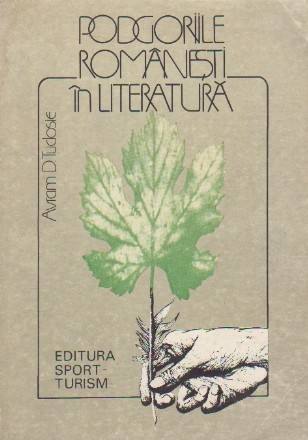 PODGORIILE
ROMÂNEȘTI
în LITERATURĂ
Avram D Tudosie
EDITURA
SPORT-
TURISM